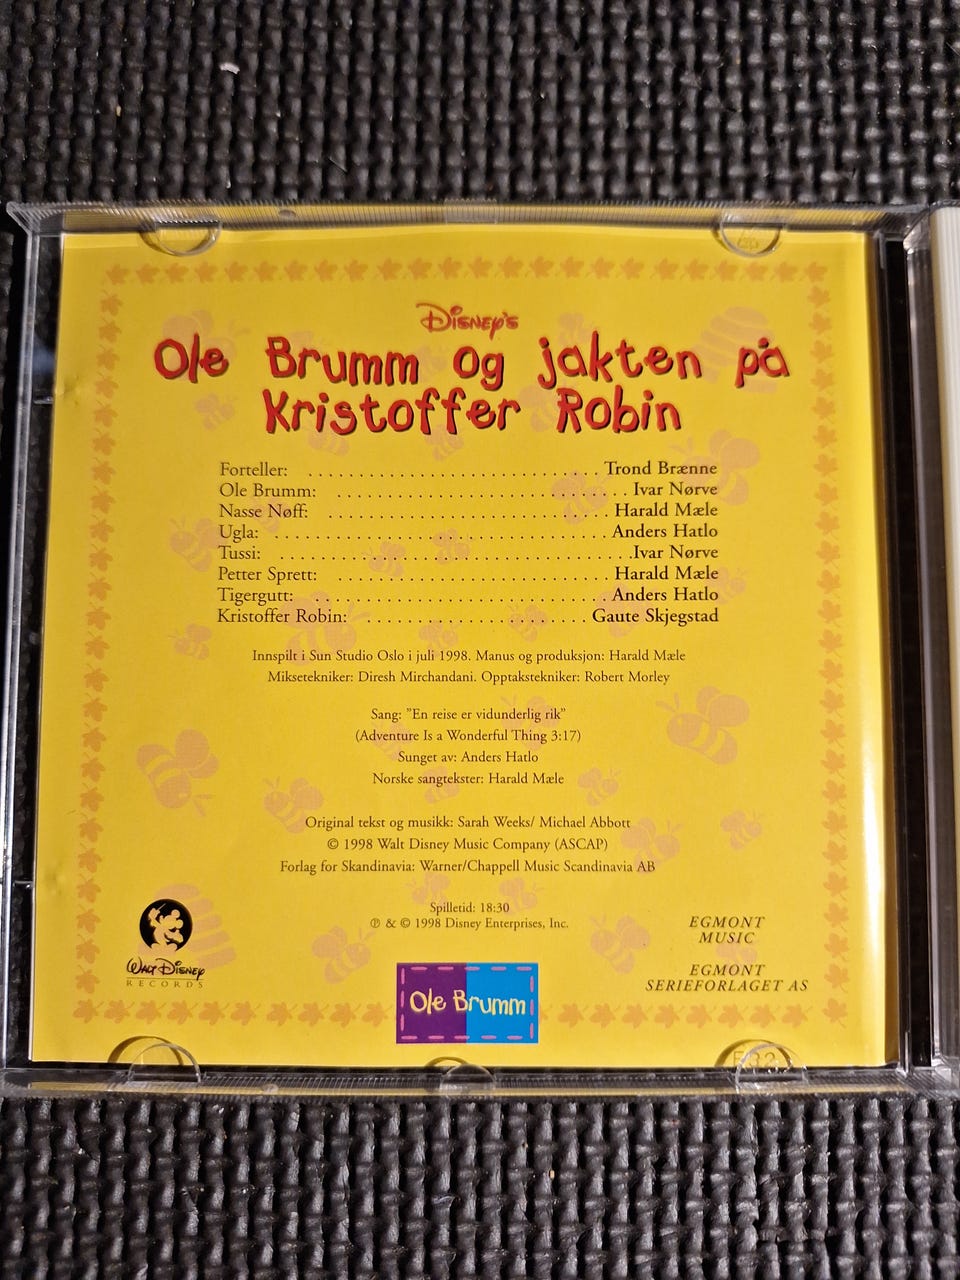 Disney's
Ole Brumm og jakten på
Kristoffer Robin
Forteller: . . . . . . . . . . . . . . . . . . . . . . . . . . . . Trond Brænne
Ole Brumm: . . . . . . . . . . . . . . . . . . . . . . . . . . . . Ivar Nørve
Nasse Nøff: . . . . . . . . . . . . . . . . . . . . . . . . . . . Harald Mæle
Ugla: . . . . . . . . . . . . . . . . . . . . . . . . . . . . . . . . Anders Hatlo
Tussi: . . . . . . . . . . . . . . . . . . . . . . . . . . . . . . . . .Ivar Nørve
Petter Sprett: . . . . . . . . . . . . . . . . . . . . . . . . . . Harald Mæle
Tigergutt: . . . . . . . . . . . . . . . . . . . . . . . . . . . . Anders Hatlo
Kristoffer Robin: . . . . . . . . . . . . . . . . . . . . . Gaute Skjegstad
Innspilt i Sun Studio Oslo i juli 1998. Manus og produksjon: Harald Mæle
Miksetekniker: Diresh Mirchandani. Opptakstekniker: Robert Morley
Sang: ”En reise er vidunderlig rik”
(Adventure Is a Wonderful Thing 3:17)
Sunget av: Anders Hatlo
Norske sangtekster: Harald Mæle
Original tekst og musikk: Sarah Weeks/ Michael Abbott
© 1998 Walt Disney Music Company (ASCAP)
Forlag for Skandinavia: Warner/Chappell Music Scandinavia AB
Spilletid: 18:30
℗ & © 1998 Disney Enterprises, Inc.
WALT DISNEY
RECORDS
EGMONT
MUSIC
EGMONT
SERIEFORLAGET AS
Ole Brumm